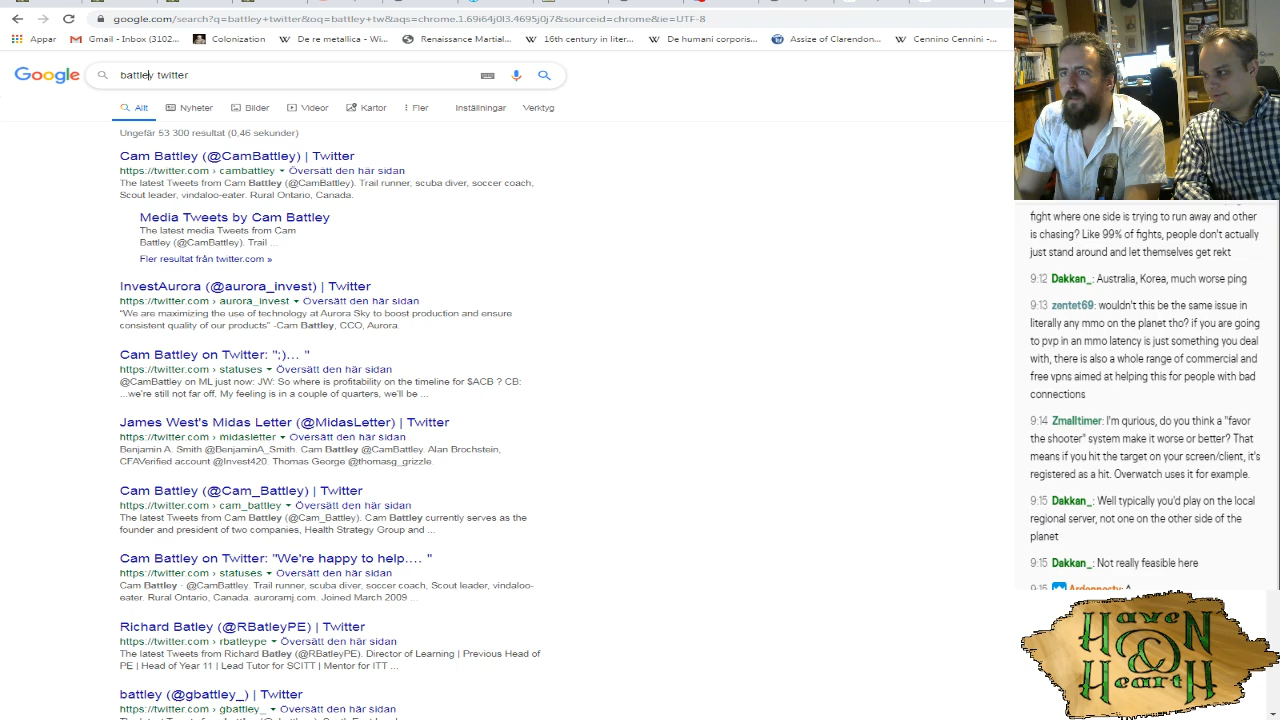 google.com/search?q=battley+twitter&oq=battley+tw&aqs=chrome.1.69i64j0l3.4695j0j7&sourceid=chrome&ie=UTF-8
Appar
Gmail - Inbox (3102...
Colonization
De re metallica - Wi...
Renaissance Martial...
16th century in liter...
De humani corporis...
Assize of Clarendon...
Cennino Cennini - ...
Google
battley twitter
Allt
Nyheter
Bilder
Videor
Kartor
Fler
Inställningar
Verktyg
Ungefär 53 300 resultat (0,46 sekunder)
Cam Battley (@CamBattley) | Twitter
https://twitter.com › cambattley ▾ Översätt den här sidan
The latest Tweets from Cam Battley (@CamBattley). Trail runner, scuba diver, soccer coach,
Scout leader, vindaloo-eater. Rural Ontario, Canada.
Media Tweets by Cam Battley
The latest media Tweets from Cam
Battley (@CamBattley). Trail ...
Fler resultat från twitter.com »
InvestAurora (@aurora_invest) | Twitter
https://twitter.com › aurora_invest ▾ Översätt den här sidan
"We are maximizing the use of technology at Aurora Sky to boost production and ensure
consistent quality of our products" -Cam Battley, CCO, Aurora.
Cam Battley on Twitter: ";)… "
https://twitter.com › statuses ▾ Översätt den här sidan
@CamBattley on ML just now: JW: So where is profitability on the timeline for $ACB ? CB:
...we're still not far off. My feeling is in a couple of quarters, we'll be ...
James West's Midas Letter (@MidasLetter) | Twitter
https://twitter.com › midasletter ▾ Översätt den här sidan
Benjamin A. Smith @BenjaminA_Smith. Cam Battley @CamBattley. Alan Brochstein,
CFAVerified account @Invest420. Thomas George @thomasg_grizzle.
Cam Battley (@Cam_Battley) | Twitter
https://twitter.com › cam_battley ▾ Översätt den här sidan
The latest Tweets from Cam Battley (@Cam_Battley). Cam Battley currently serves as the
founder and president of two companies, Health Strategy Group and ...
Cam Battley on Twitter: "We're happy to help.… "
https://twitter.com › statuses ▾ Översätt den här sidan
Cam Battley · @CamBattley. Trail runner, scuba diver, soccer coach, Scout leader, vindaloo-
eater. Rural Ontario, Canada. auroramj.com. Joined March 2009 ...
Richard Batley (@RBatleyPE) | Twitter
https://twitter.com › rbatleype ▾ Översätt den här sidan
The latest Tweets from Richard Batley (@RBatleyPE). Director of Learning | Previous Head of
PE | Head of Year 11 | Lead Tutor for SCITT | Mentor for ITT ...
battley (@gbattley_) | Twitter
https://twitter.com › gbattley_ ▾ Översätt den här sidan
fight where one side is trying to run away and other
is chasing? Like 99% of fights, people don't actually
just stand around and let themselves get rekt
9:12 Dakkan_: Australia, Korea, much worse ping
9:13 zentet69: wouldn't this be the same issue in
literally any mmo on the planet tho? if you are going
to pvp in an mmo latency is just something you deal
with, there is also a whole range of commercial and
free vpns aimed at helping this for people with bad
connections
9:14 Zmalltimer: I'm qurious, do you think a "favor
the shooter" system make it worse or better? That
means if you hit the target on your screen/client, it's
registered as a hit. Overwatch uses it for example.
9:15 Dakkan_: Well typically you'd play on the local
regional server, not one on the other side of the
planet
9:15 Dakkan_: Not really feasible here
Haven
&
Hearth